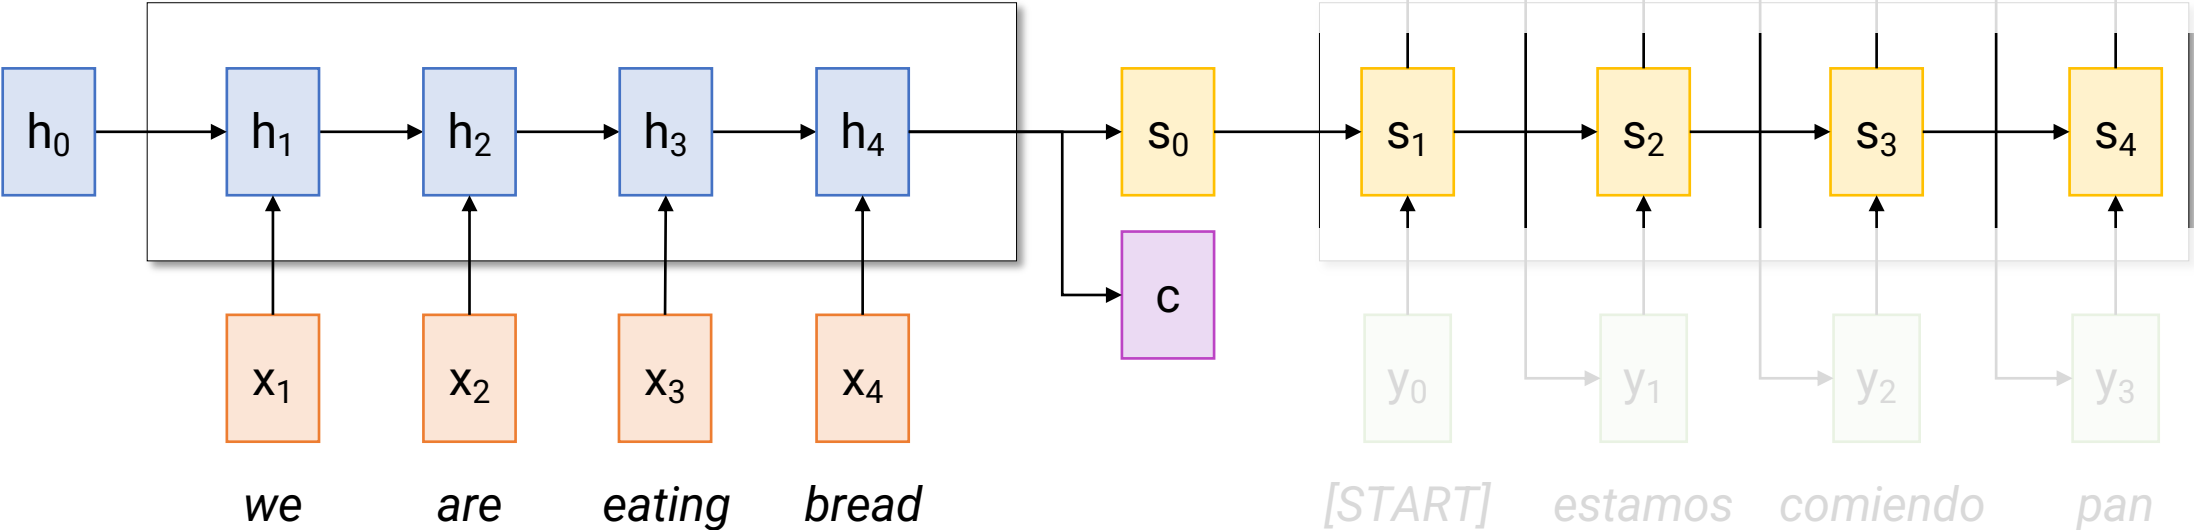 h₀ h₁ h₂ h₃ h₄ s₀ s₁ s₂ s₃ s₄
c
x₁ x₂ x₃ x₄ y₀ y₁ y₂ y₃
we are eating bread [START] estamos comiendo pan